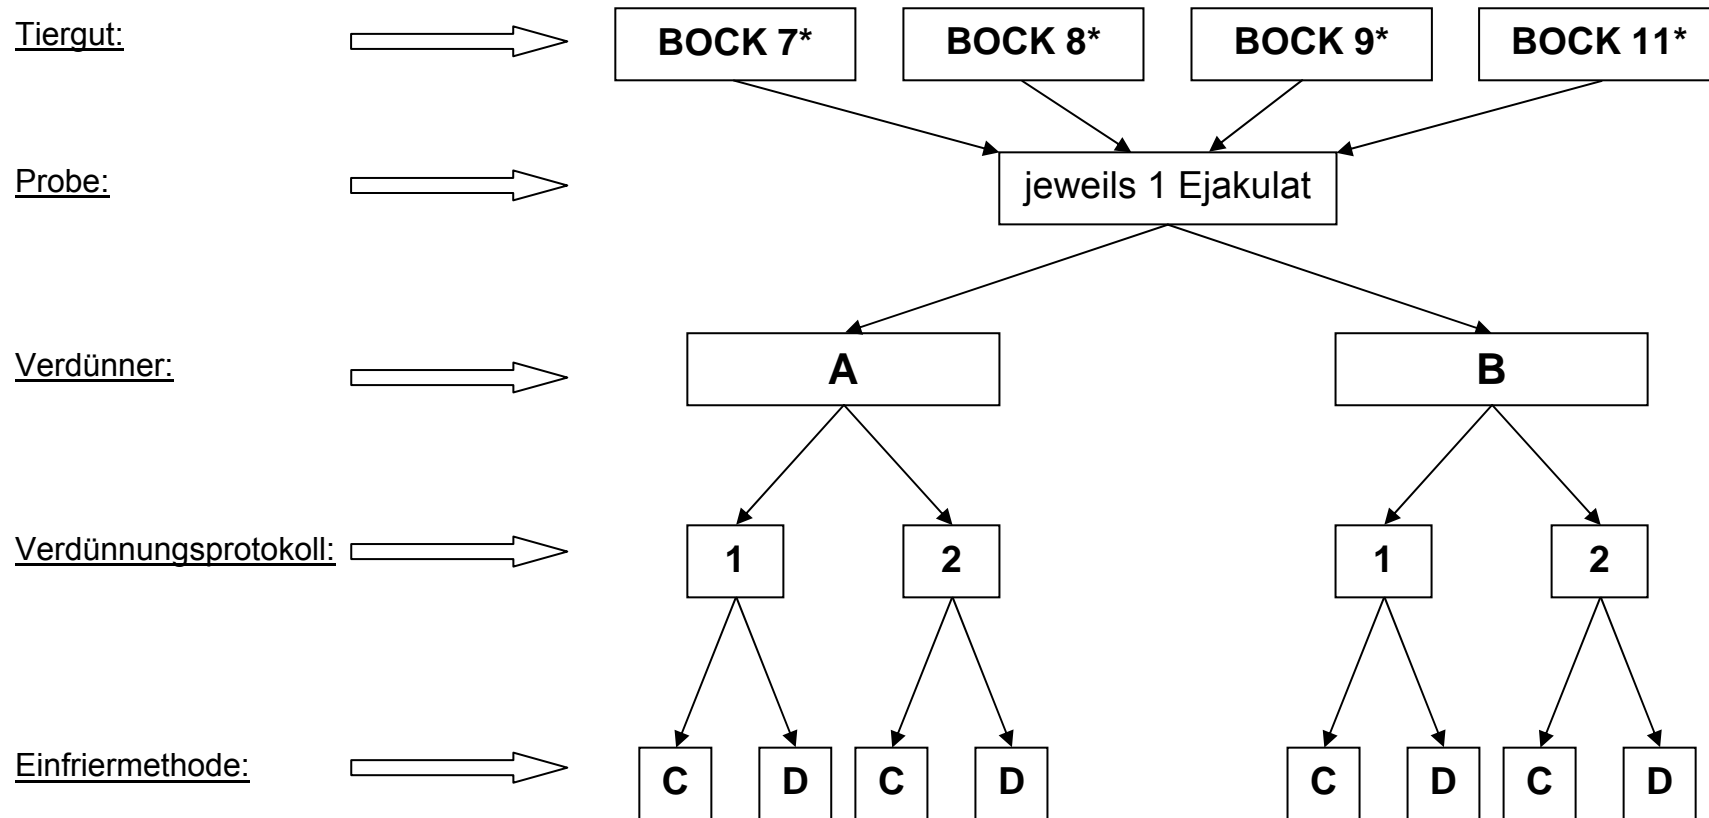 Tiergut:
BOCK 7*
BOCK 8*
BOCK 9*
BOCK 11*
Probe:
jeweils 1 Ejakulat
Verdünner:
A
B
Verdünnungsprotokoll:
1
2
1
2
Einfriermethode:
C
D
C
D
C
D
C
D